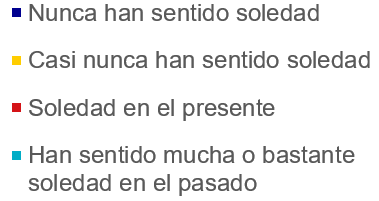 Nunca han sentido soledad
Casi nunca han sentido soledad
Soledad en el presente
Han sentido mucha o bastante
soledad en el pasado